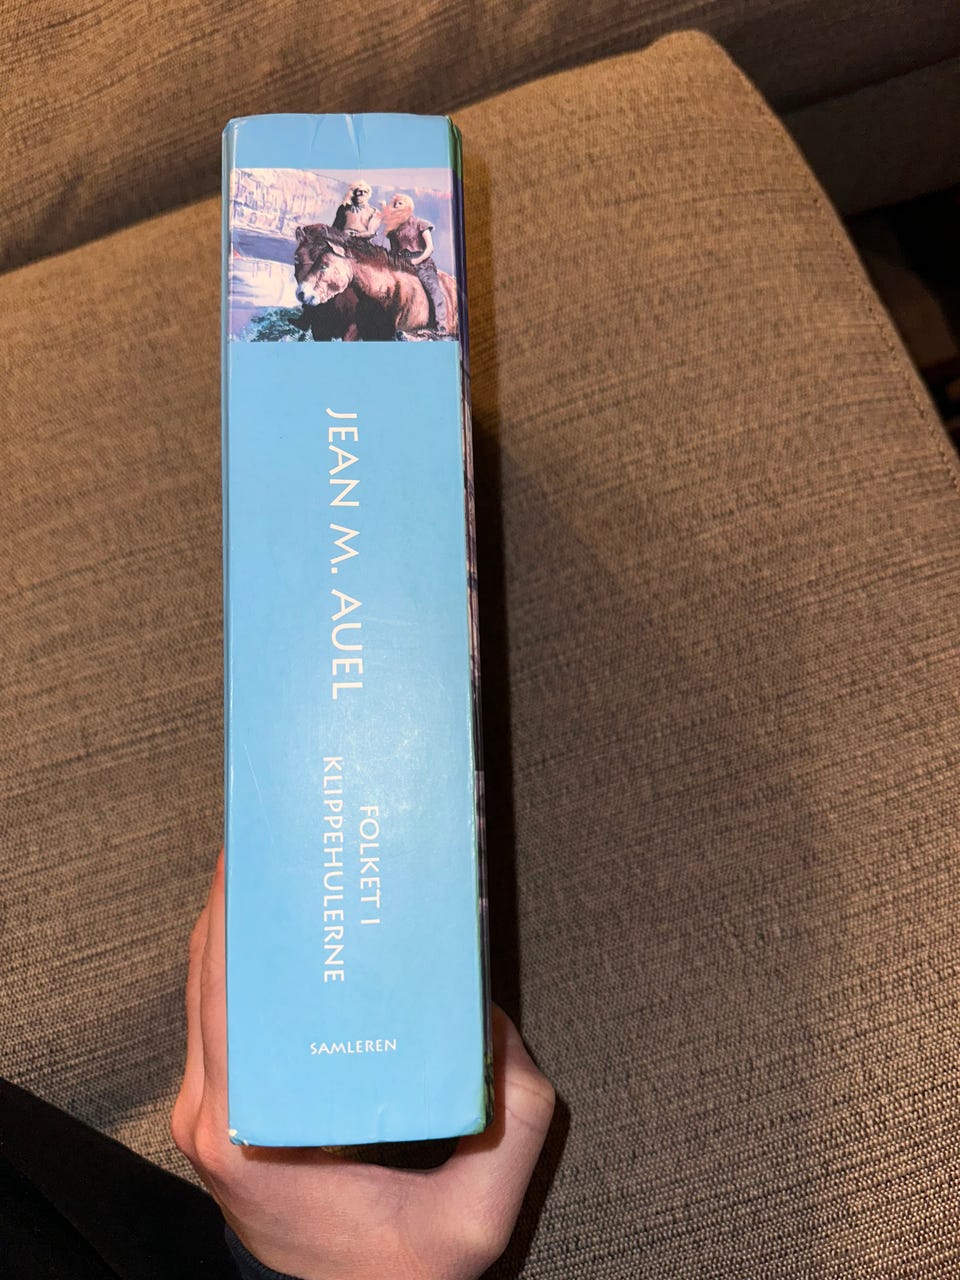 JEAN M. AUEL
FOLKET I
KLIPPEHULERNE
SAMLEREN